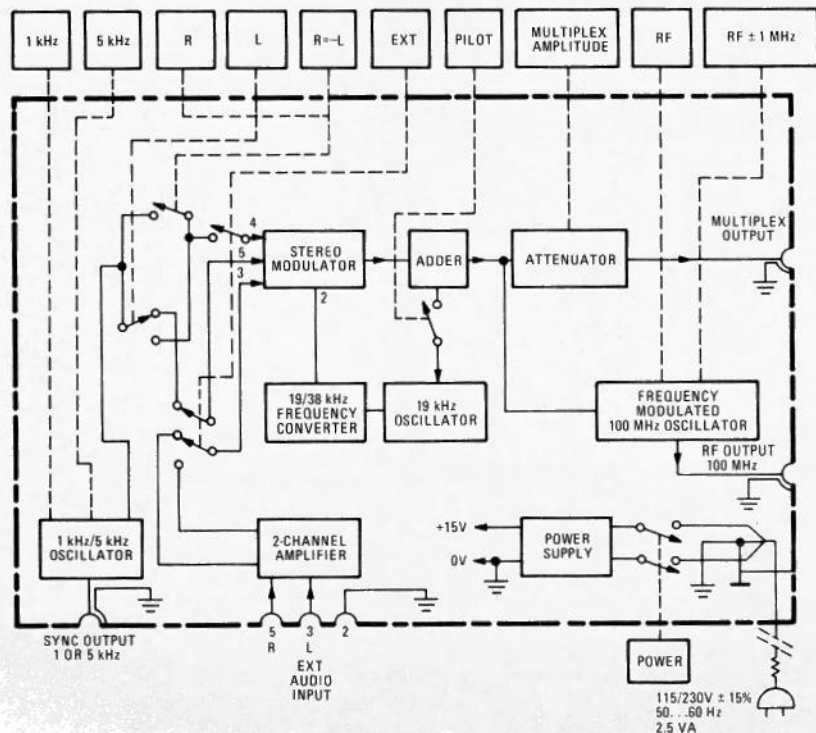 1 kHz
5 kHz
R
L
R=–L
EXT
PILOT
MULTIPLEX
AMPLITUDE
RF
RF ± 1 MHz
MULTIPLEX
OUTPUT
4
5
3
STEREO
MODULATOR
2
ADDER
ATTENUATOR
19/38 kHz
FREQUENCY
CONVERTER
19 kHz
OSCILLATOR
FREQUENCY
MODULATED
100 MHz OSCILLATOR
RF OUTPUT
100 MHz
1 kHz/5 kHz
OSCILLATOR
2-CHANNEL
AMPLIFIER
+15V
0V
POWER
SUPPLY
SYNC OUTPUT
1 OR 5 kHz
5
R
3
L
2
EXT
AUDIO
INPUT
POWER
115/230V ± 15%
50...60 Hz
2.5 VA